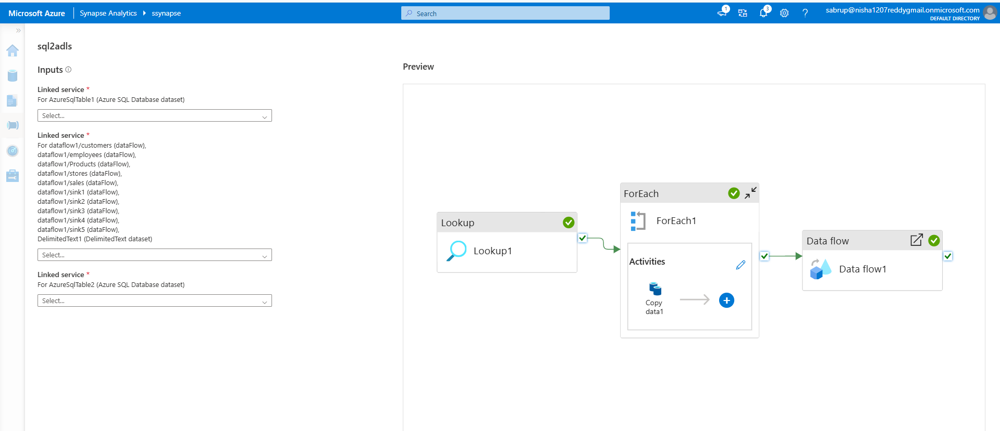 Microsoft Azure
Synapse Analytics
ssynapse
Search
1
3
sabrup@nisha1207reddygmail.onmicrosoft.com
DEFAULT DIRECTORY
sql2adls
Inputs
Linked service *
For AzureSqlTable1 (Azure SQL Database dataset)
Select...
Linked service *
For dataflow1/customers (dataFlow),
dataflow1/employees (dataFlow),
dataflow1/Products (dataFlow),
dataflow1/stores (dataFlow),
dataflow1/sales (dataFlow),
dataflow1/sink1 (dataFlow),
dataflow1/sink2 (dataFlow),
dataflow1/sink3 (dataFlow),
dataflow1/sink4 (dataFlow),
dataflow1/sink5 (dataFlow),
DelimitedText1 (DelimitedText dataset)
Select...
Linked service *
For AzureSqlTable2 (Azure SQL Database dataset)
Select...
Preview
Lookup
Lookup1
ForEach
ForEach1
Activities
Copy
data1
Data flow
Data flow1